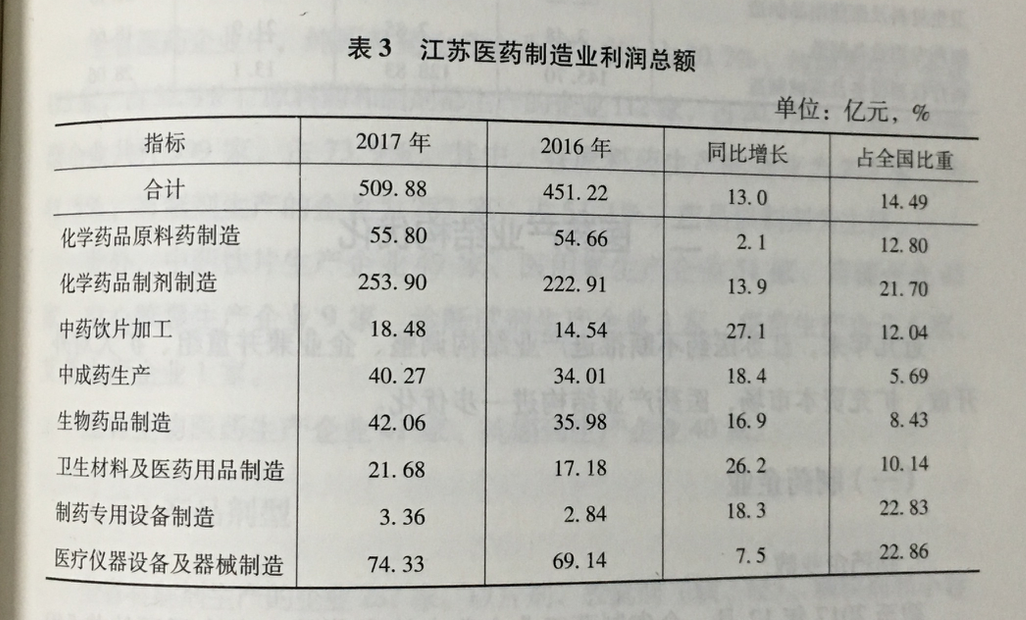 表 3 江苏医药制造业利润总额
单位：亿元，%
指标 2017 年 2016 年 同比增长 占全国比重
合计 509.88 451.22 13.0 14.49
化学药品原料药制造 55.80 54.66 2.1 12.80
化学药品制剂制造 253.90 222.91 13.9 21.70
中药饮片加工 18.48 14.54 27.1 12.04
中成药生产 40.27 34.01 18.4 5.69
生物药品制造 42.06 35.98 16.9 8.43
卫生材料及医药用品制造 21.68 17.18 26.2 10.14
制药专用设备制造 3.36 2.84 18.3 22.83
医疗仪器设备及器械制造 74.33 69.14 7.5 22.86